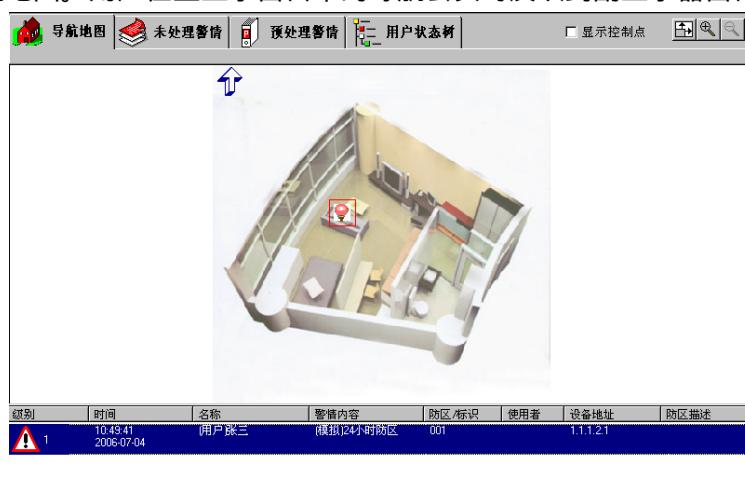 导航地图 未处理警情 预处理警情 用户状态树 显示控制点
级别 时间 名称 警情内容 防区/标识 使用者 设备地址 防区描述
1 10:49:41 (用户)张三 (模拟)24小时防区 001 1.1.1.2.1
2006-07-04